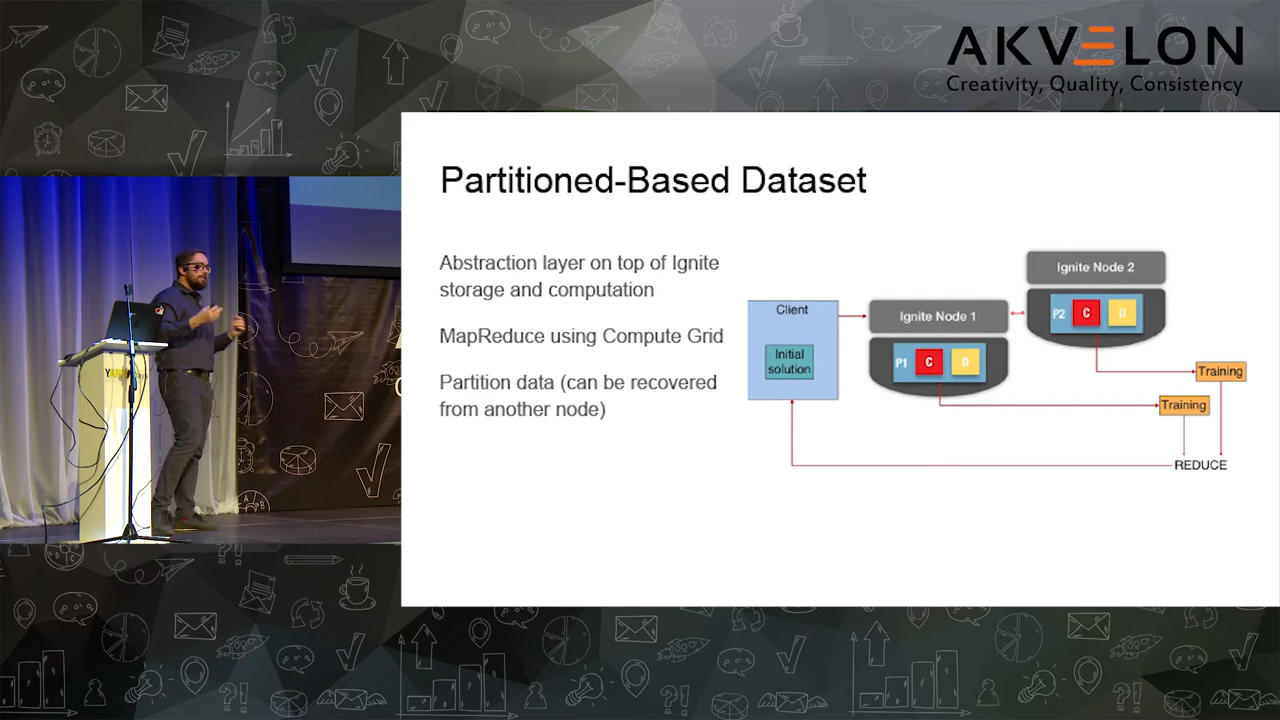 AKVELON
Creativity, Quality, Consistency
Partitioned-Based Dataset
Abstraction layer on top of Ignite
storage and computation
MapReduce using Compute Grid
Partition data (can be recovered
from another node)
Client
Initial
solution
Ignite Node 1
P1 C D
Ignite Node 2
P2 C D
Training
Training
REDUCE